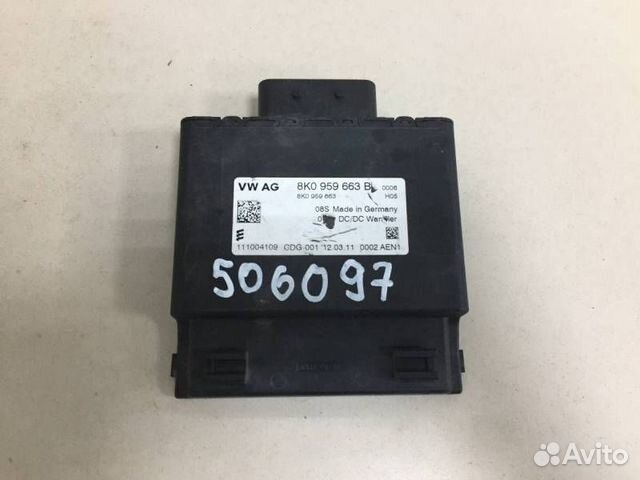 VW AG 8K0 959 663 B 0006
8K0 959 663 H05
08S Made in Germany
DC/DC
111004109 CDG-001 12.03.11 0002 AEN1
506097
Avito